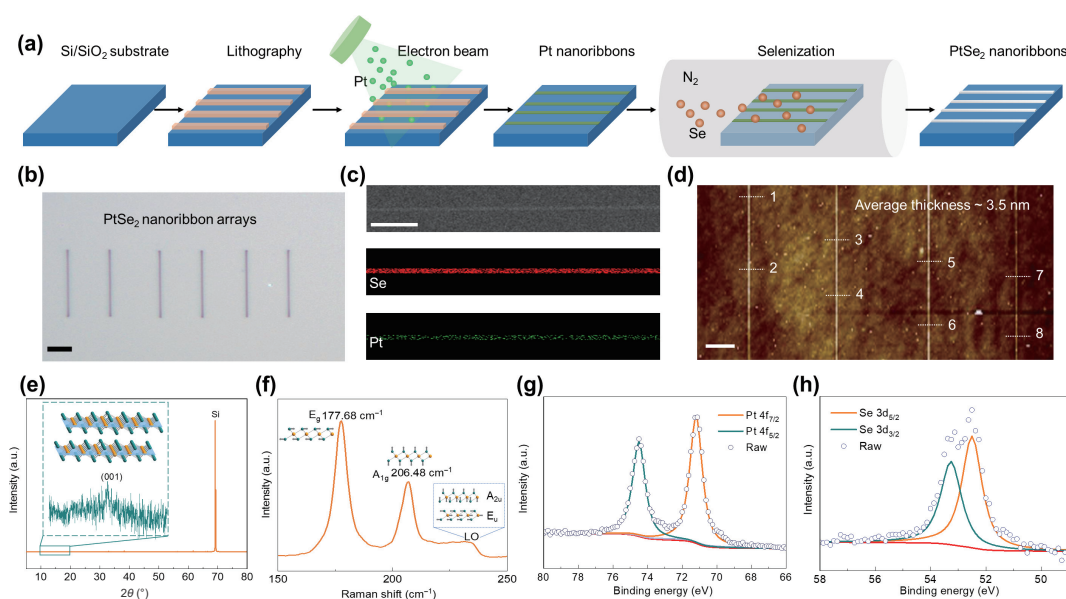 (a)
Si/SiO₂ substrate
Lithography
Electron beam
Pt nanoribbons
Selenization
PtSe₂ nanoribbons
Pt
N₂
Se
(b)
PtSe₂ nanoribbon arrays
(c)
Se
Pt
(d)
Average thickness ~ 3.5 nm
1
2
3
4
5
6
7
8
(e)
Intensity (a.u.)
(001)
Si
10 20 30 40 50 60 70 80
2θ (°)
(f)
Intensity (a.u.)
E_g 177.68 cm⁻¹
A₁g 206.48 cm⁻¹
A₂u
Eᵤ
LO
150 200 250
Raman shift (cm⁻¹)
(g)
Intensity (a.u.)
Pt 4f₇/₂
Pt 4f₅/₂
Raw
80 78 76 74 72 70 68 66
Binding energy (eV)
(h)
Intensity (a.u.)
Se 3d₅/₂
Se 3d₃/₂
Raw
58 56 54 52 50
Binding energy (eV)